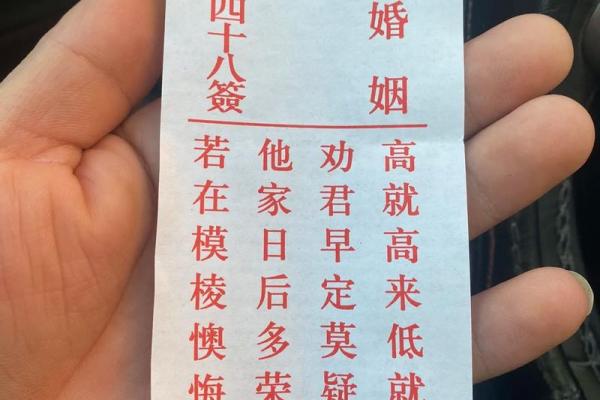 婚姻
四十八簽
高就高来低就
劝君早定莫疑
他家日后多荣
若在模棱懊悔